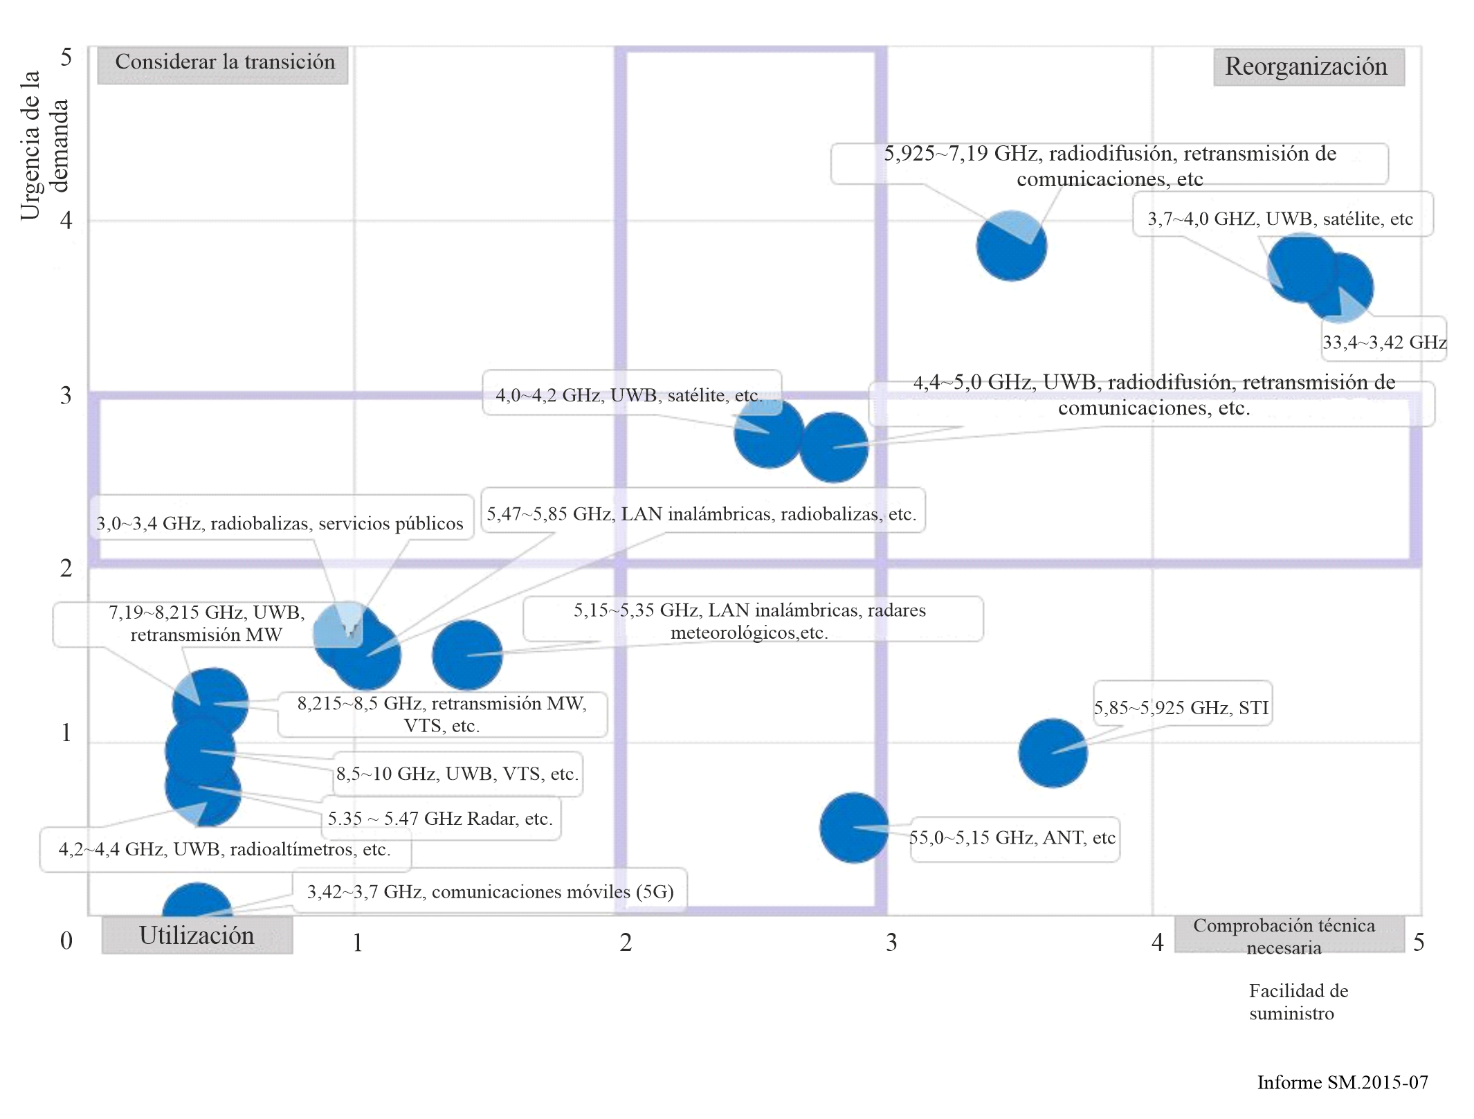 5
Considerar la transición
Reorganización
Urgencia de la
demanda
5,925~7,19 GHz, radiodifusión, retransmisión de
comunicaciones, etc
4
3,7~4,0 GHZ, UWB, satélite, etc
33,4~3,42 GHz
3
4,0~4,2 GHz, UWB, satélite, etc.
4,4~5,0 GHz, UWB, radiodifusión, retransmisión de
comunicaciones, etc.
3,0~3,4 GHz, radiobalizas, servicios públicos
5,47~5,85 GHz, LAN inalámbricas, radiobalizas, etc.
2
7,19~8,215 GHz, UWB,
retransmisión MW
5,15~5,35 GHz, LAN inalámbricas, radares
meteorológicos,etc.
8,215~8,5 GHz, retransmisión MW,
VTS, etc.
5,85~5,925 GHz, STI
1
8,5~10 GHz, UWB, VTS, etc.
5.35 ~ 5.47 GHz Radar, etc.
55,0~5,15 GHz, ANT, etc
4,2~4,4 GHz, UWB, radioaltímetros, etc.
3,42~3,7 GHz, comunicaciones móviles (5G)
0
Utilización
1
2
3
4
Comprobación técnica
necesaria
5
Facilidad de
suministro
Informe SM.2015-07